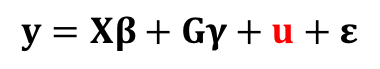 y = Xβ + Gγ + u + ε